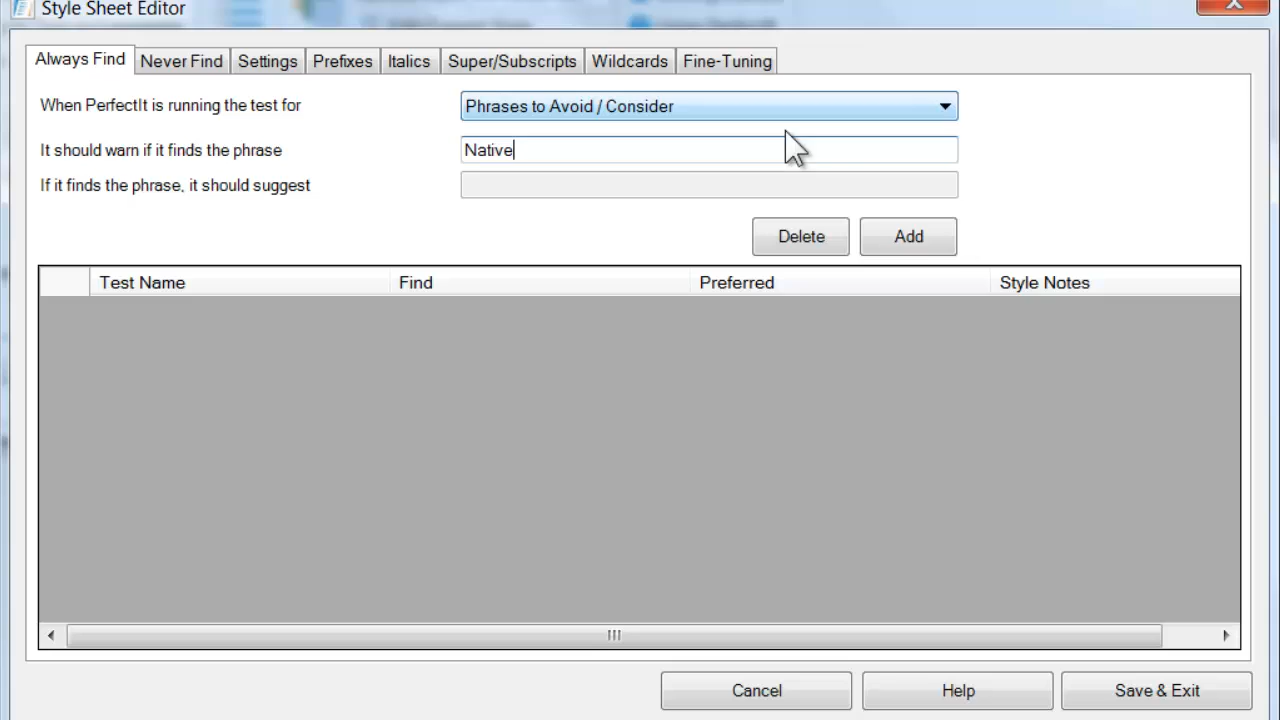 Style Sheet Editor
Always Find Never Find Settings Prefixes Italics Super/Subscripts Wildcards Fine-Tuning
When PerfectIt is running the test for Phrases to Avoid / Consider
It should warn if it finds the phrase Native
If it finds the phrase, it should suggest
Delete Add
Test Name Find Preferred Style Notes
Cancel Help Save & Exit